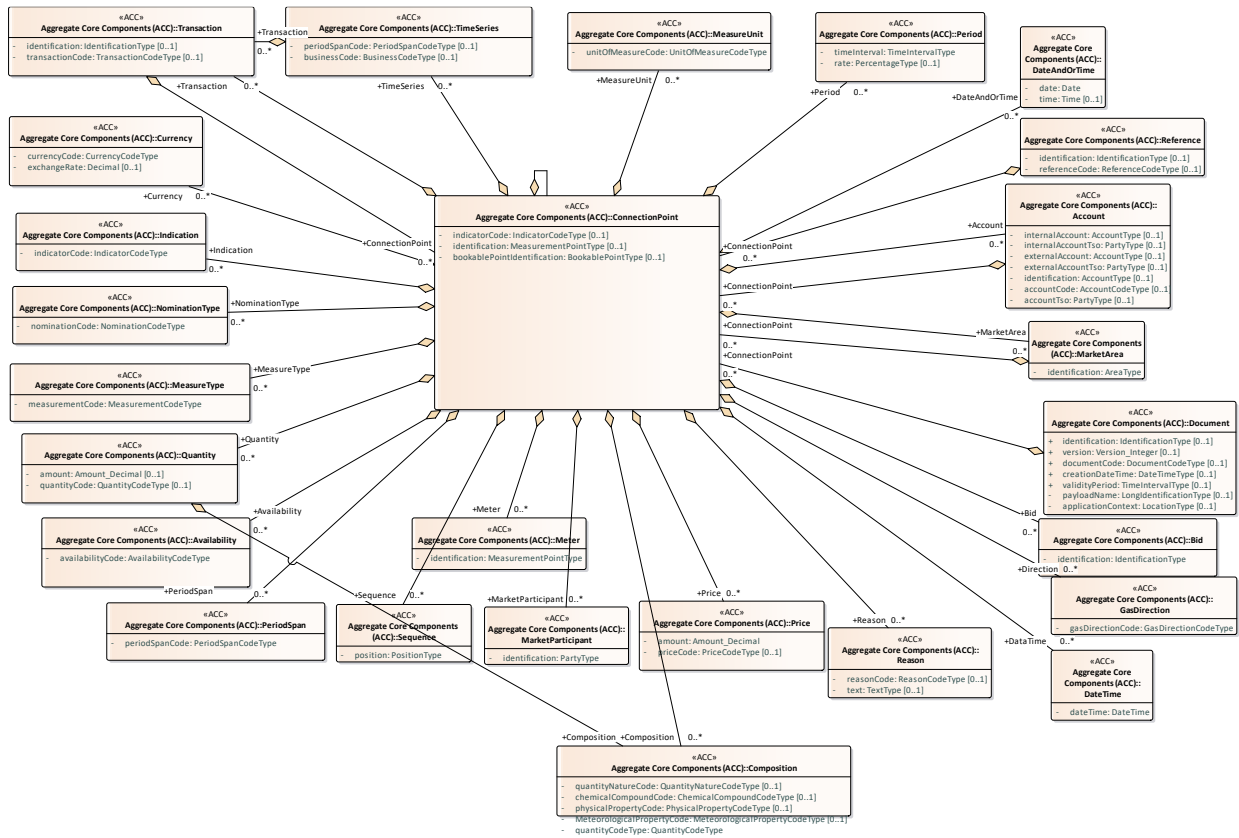 «ACC»
Aggregate Core Components (ACC)::Transaction
- identification: IdentificationType [0..1]
- transactionCode: TransactionCodeType [0..1]
+Transaction
0..*
«ACC»
Aggregate Core Components (ACC)::TimeSeries
- periodSpanCode: PeriodSpanCodeType [0..1]
- businessCode: BusinessCodeType [0..1]
«ACC»
Aggregate Core Components (ACC)::MeasureUnit
- unitOfMeasureCode: UnitOfMeasureCodeType
«ACC»
Aggregate Core Components (ACC)::Period
- timeInterval: TimeIntervalType
- rate: PercentageType [0..1]
«ACC»
Aggregate Core
Components (ACC)::
DateAndOrTime
- date: Date
- time: Time [0..1]
+Transaction 0..*
+TimeSeries 0..*
+MeasureUnit 0..*
+Period 0..*
+DateAndOrTime
0..*
«ACC»
Aggregate Core Components (ACC)::Currency
- currencyCode: CurrencyCodeType
- exchangeRate: Decimal [0..1]
+Currency 0..*
«ACC»
Aggregate Core Components (ACC)::Reference
- identification: IdentificationType [0..1]
- referenceCode: ReferenceCodeType [0..1]
«ACC»
Aggregate Core Components (ACC)::ConnectionPoint
- indicatorCode: IndicatorCodeType [0..1]
- identification: MeasurementPointType [0..1]
- bookablePointIdentification: BookablePointType [0..1]
«ACC»
Aggregate Core Components (ACC)::
Account
- internalAccount: AccountType [0..1]
- internalAccountTso: PartyType [0..1]
- externalAccount: AccountType [0..1]
- externalAccountTso: PartyType [0..1]
- identification: AccountType [0..1]
- accountCode: AccountCodeType [0..1]
- accountTso: PartyType [0..1]
+Account
0..*
«ACC»
Aggregate Core Components (ACC)::Indication
- indicatorCode: IndicatorCodeType
+Indication
0..*
+ConnectionPoint
0..*
+ConnectionPoint
0..*
+ConnectionPoint
0..*
«ACC»
Aggregate Core Components (ACC)::NominationType
- nominationCode: NominationCodeType
+NominationType
0..*
+ConnectionPoint
0..*
+ConnectionPoint
0..*
+MarketArea
0..*
«ACC»
Aggregate Core Components
(ACC)::MarketArea
- identification: AreaType
«ACC»
Aggregate Core Components (ACC)::MeasureType
- measurementCode: MeasurementCodeType
+MeasureType
0..*
«ACC»
Aggregate Core Components (ACC)::Quantity
- amount: Amount_Decimal [0..1]
- quantityCode: QuantityCodeType [0..1]
+Quantity
0..*
«ACC»
Aggregate Core Components (ACC)::Document
+ identification: IdentificationType [0..1]
+ version: Version_Integer [0..1]
+ documentCode: DocumentCodeType [0..1]
+ creationDateTime: DateTimeType [0..1]
+ validityPeriod: TimeIntervalType [0..1]
- payloadName: LongIdentificationType [0..1]
- applicationContext: LocationType [0..1]
«ACC»
Aggregate Core Components (ACC)::Availability
- availabilityCode: AvailabilityCodeType
+Availability
0..*
«ACC»
Aggregate Core Components (ACC)::Meter
- identification: MeasurementPointType
+Meter 0..*
+Bid
0..*
«ACC»
Aggregate Core Components (ACC)::Bid
- identification: IdentificationType
+Direction 0..*
«ACC»
Aggregate Core Components (ACC)::
GasDirection
- gasDirectionCode: GasDirectionCodeType
+PeriodSpan 0..*
«ACC»
Aggregate Core Components (ACC)::PeriodSpan
- periodSpanCode: PeriodSpanCodeType
+Sequence 0..*
«ACC»
Aggregate Core Components
(ACC)::Sequence
- position: PositionType
+MarketParticipant 0..*
«ACC»
Aggregate Core Components (ACC)::
MarketParticipant
- identification: PartyType
+Price 0..*
«ACC»
Aggregate Core Components (ACC)::Price
- amount: Amount_Decimal
- priceCode: PriceCodeType [0..1]
+Reason 0..*
«ACC»
Aggregate Core Components (ACC)::
Reason
- reasonCode: ReasonCodeType [0..1]
- text: TextType [0..1]
+DataTime 0..*
«ACC»
Aggregate Core
Components (ACC)::
DateTime
- dateTime: DateTime
+Composition +Composition 0..*
«ACC»
Aggregate Core Components (ACC)::Composition
- quantityNatureCode: QuantityNatureCodeType [0..1]
- chemicalCompoundCode: ChemicalCompoundCodeType [0..1]
- physicalPropertyCode: PhysicalPropertyCodeType [0..1]
- MeteorologicalPropertyCode: MeteorologicalPropertyCodeType [0..1]
- quantityCodeType: QuantityCodeType